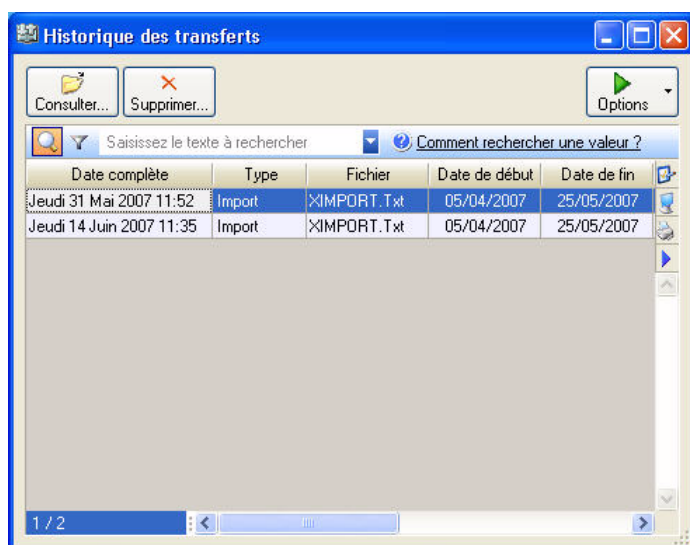 Historique des transferts
Consulter... Supprimer... Options
Saisissez le texte à rechercher Comment rechercher une valeur ?
Date complète Type Fichier Date de début Date de fin
Jeudi 31 Mai 2007 11:52 Import XIMPORT.Txt 05/04/2007 25/05/2007
Jeudi 14 Juin 2007 11:35 Import XIMPORT.Txt 05/04/2007 25/05/2007
1 / 2